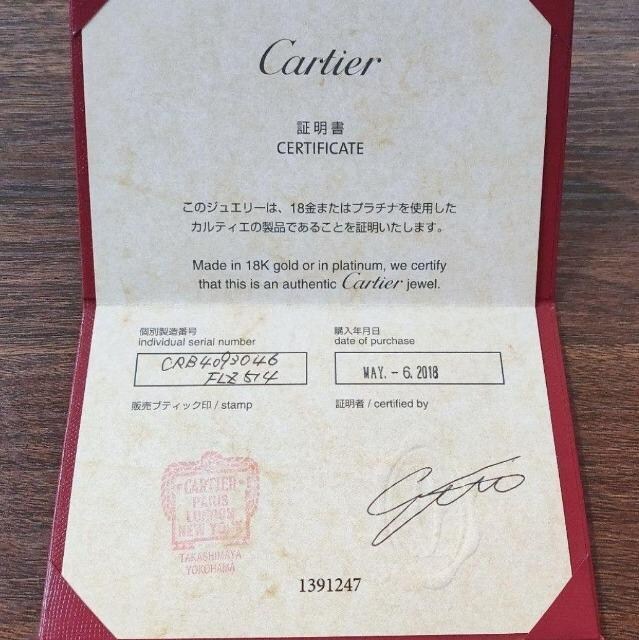 Cartier
証明書
CERTIFICATE
このジュエリーは、18金またはプラチナを使用した
カルティエの製品であることを証明いたします。
Made in 18K gold or in platinum, we certify
that this is an authentic Cartier jewel.
個別製造番号
individual serial number
CRB4093046
FLZ514
購入年月日
date of purchase
MAY. - 6. 2018
販売ブティック印 / stamp
証明者 / certified by
CARTIER
PARIS
LONDON
NEW YORK
TAKASHIMAYA
YOKOHAMA
1391247